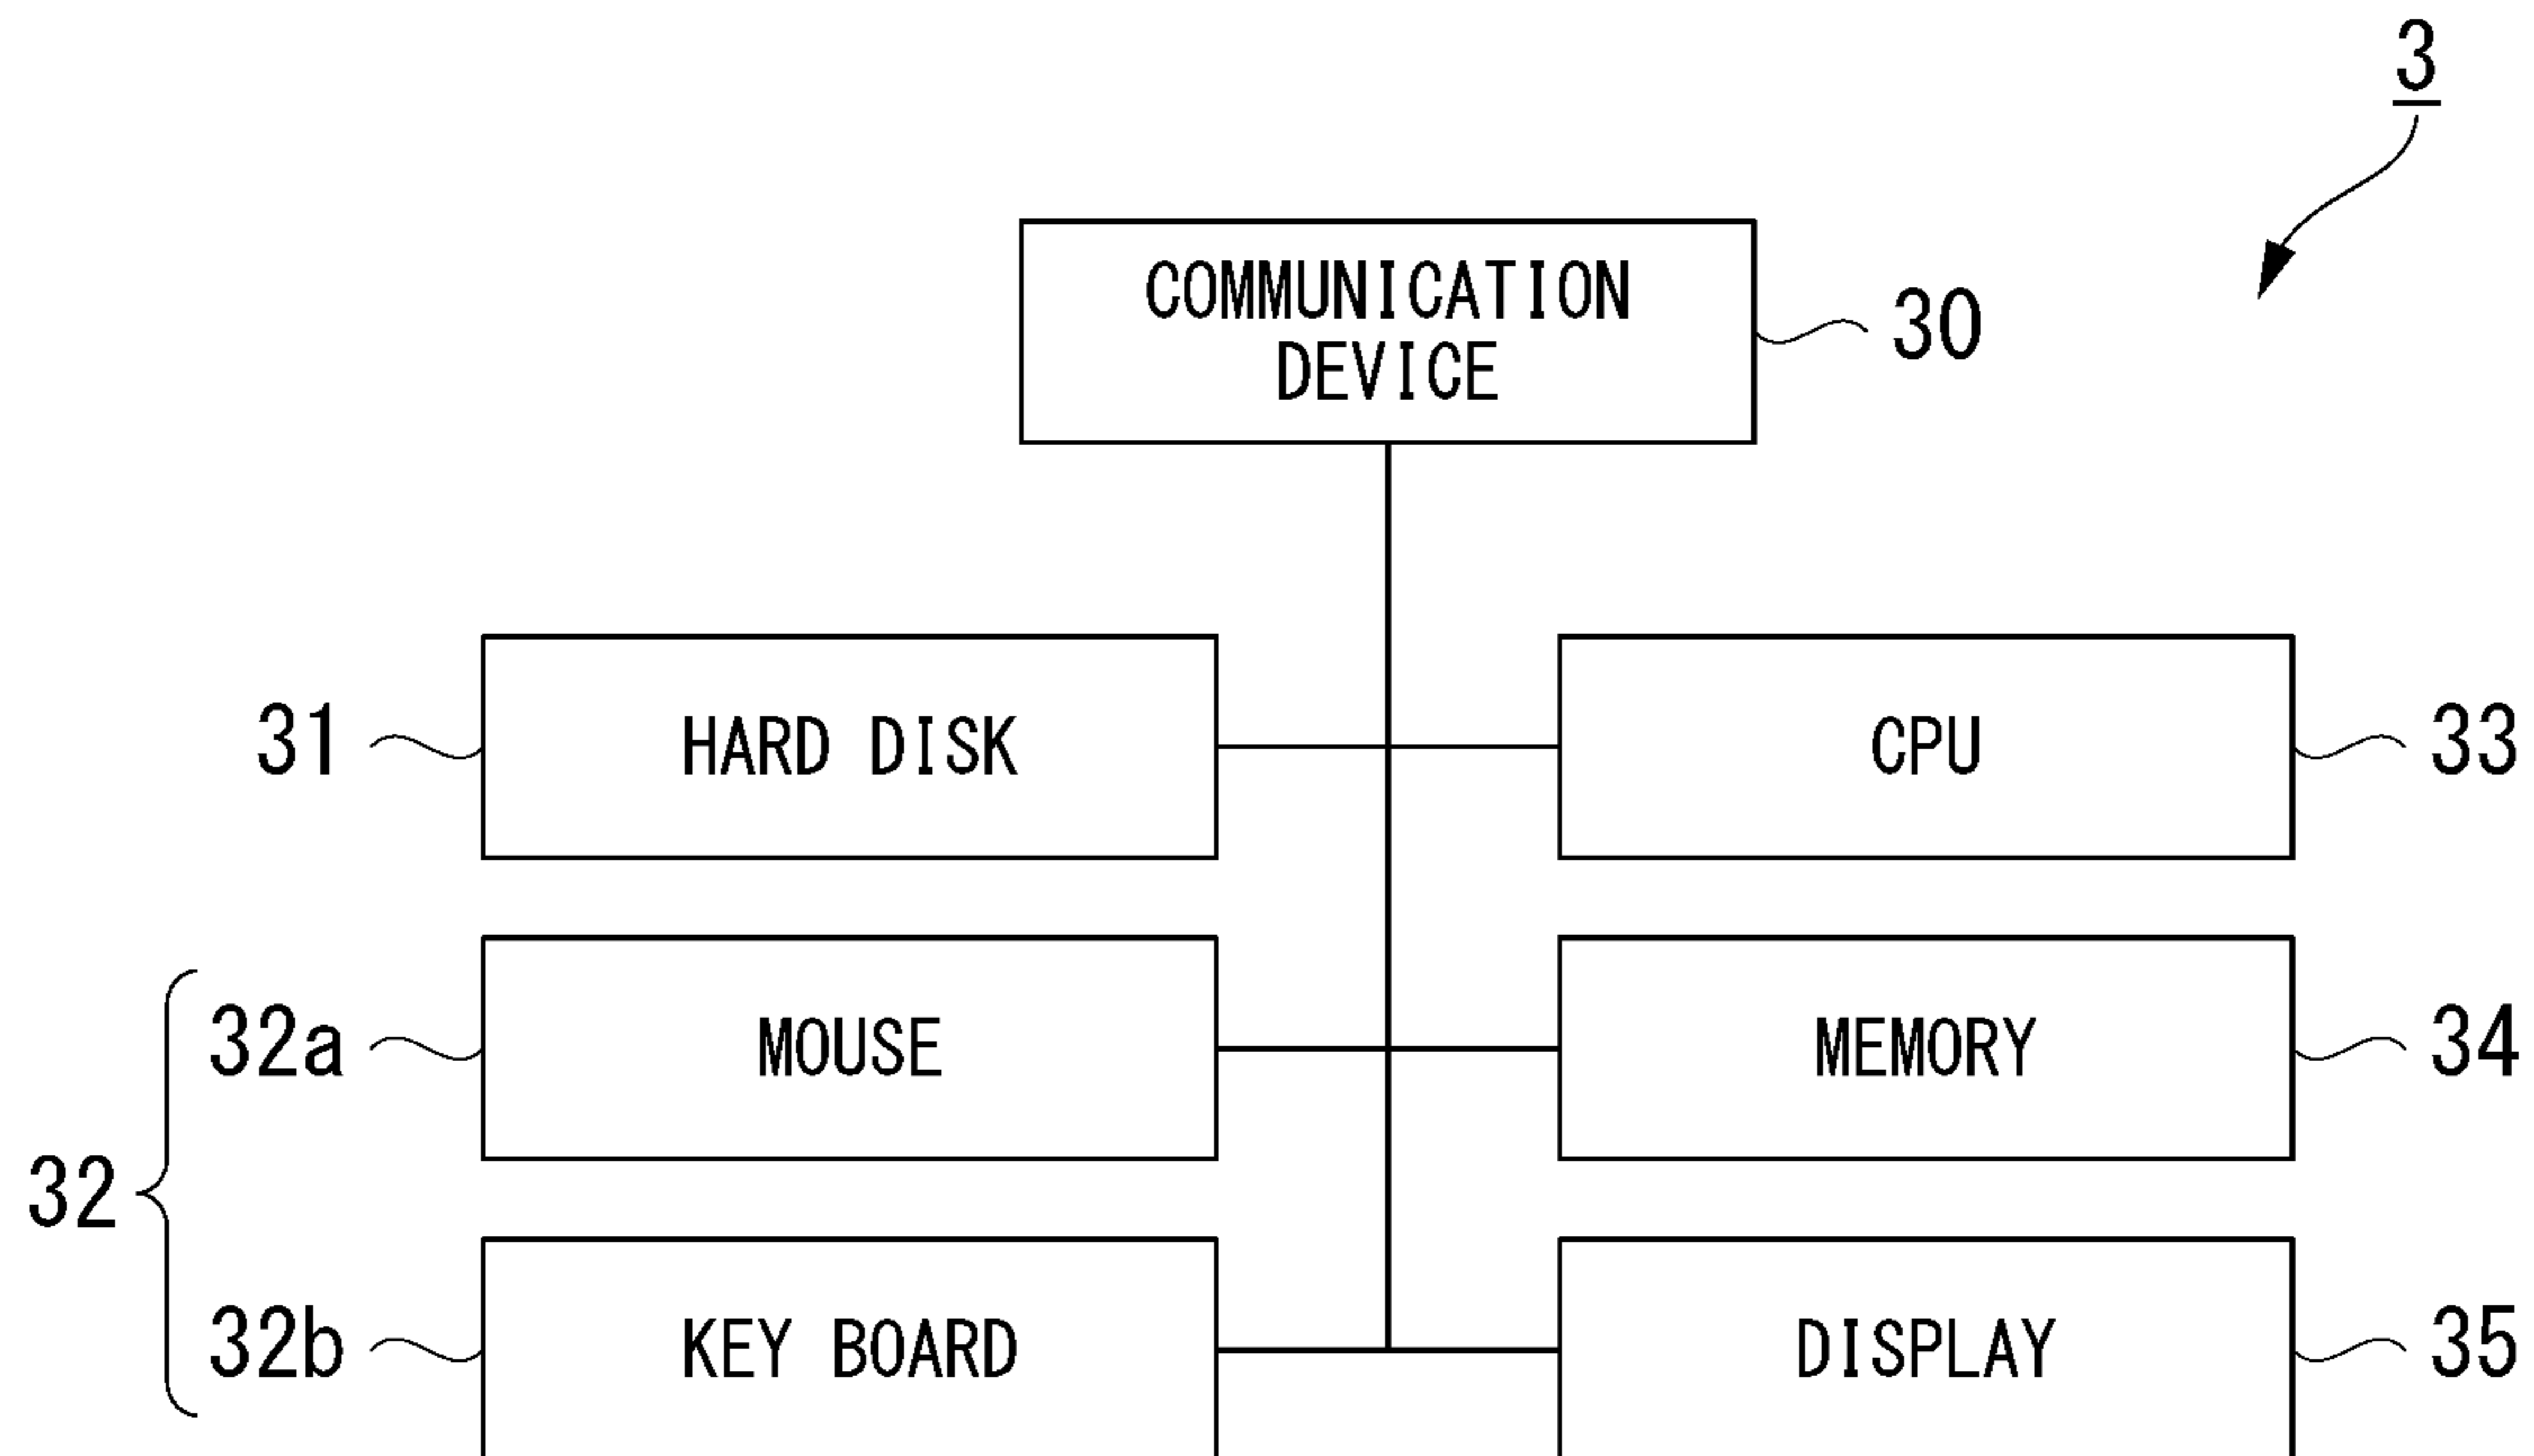 3
COMMUNICATION
DEVICE
30
31
HARD DISK
CPU
33
32a
MOUSE
MEMORY
34
32
32b
KEY BOARD
DISPLAY
35